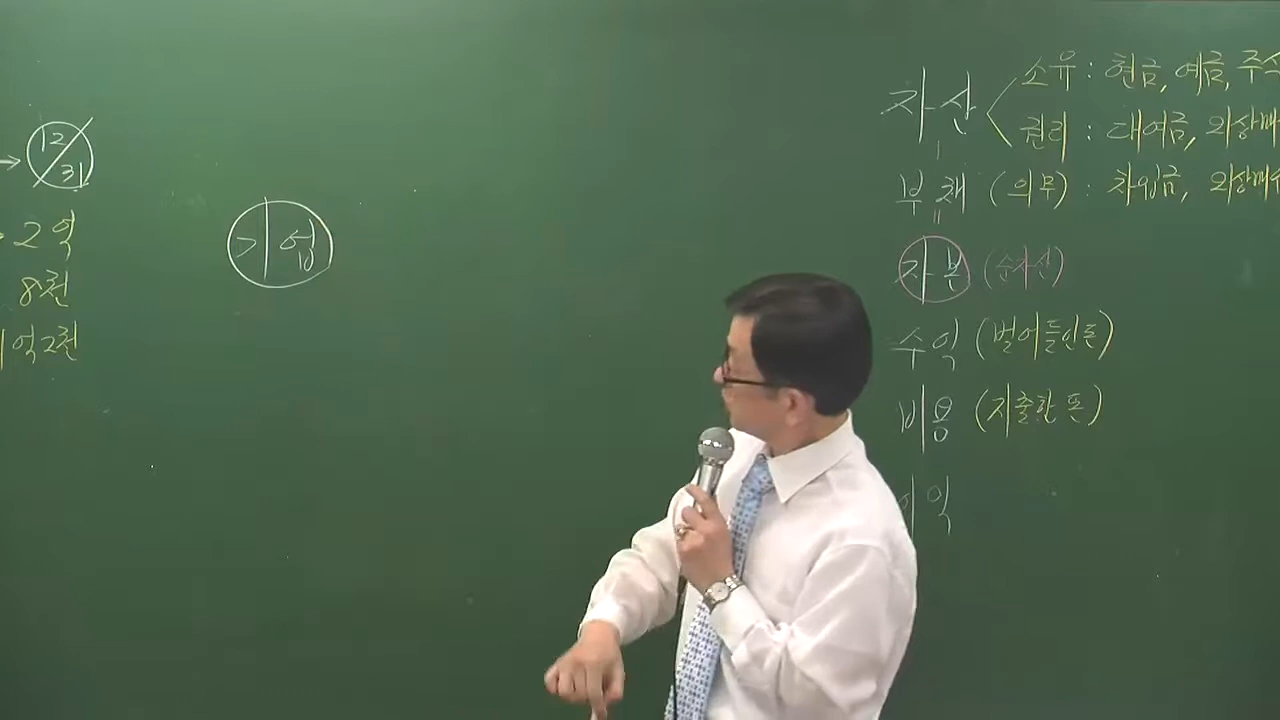 12/31
2억
8천
1억2천
기업
자산
소유 : 현금, 예금, 주식
권리 : 대여금, 외상매
부채 (의무) : 차입금, 외상매
자본 (순자산)
수익 (벌어들인 돈)
비용 (지출한 돈)
이익